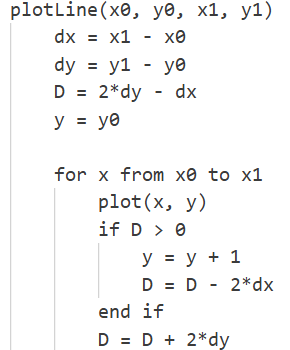 plotLine(x0, y0, x1, y1)
    dx = x1 - x0
    dy = y1 - y0
    D = 2*dy - dx
    y = y0

    for x from x0 to x1
        plot(x, y)
        if D > 0
            y = y + 1
            D = D - 2*dx
        end if
        D = D + 2*dy